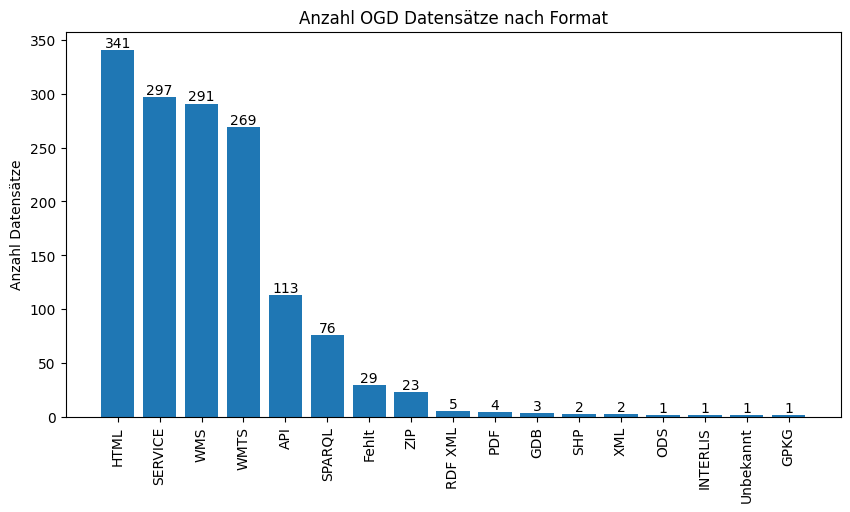 Anzahl OGD Datensätze nach Format
Anzahl Datensätze
350
300
250
200
150
100
50
0
341
297
291
269
113
76
29
23
5
4
3
2
2
1
1
1
1
HTML
SERVICE
WMS
WMTS
API
SPARQL
Fehlt
ZIP
RDF XML
PDF
GDB
SHP
XML
ODS
INTERLIS
Unbekannt
GPKG